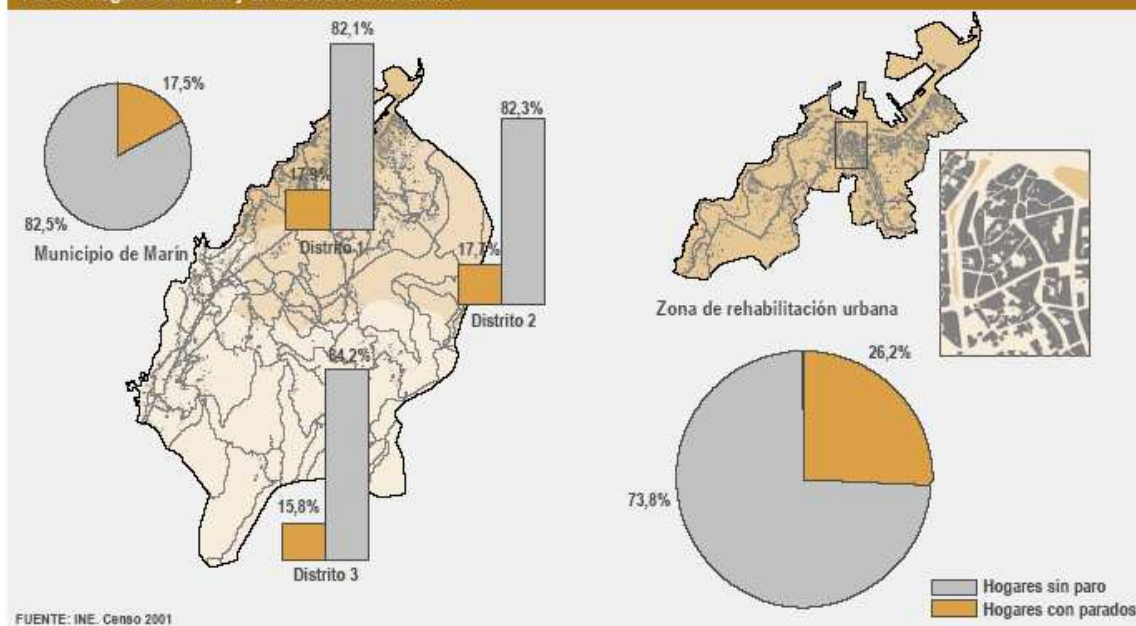 82,1%
17,5%
82,3%
17,9%
82,5%
Municipio de Marín
Distrito 1
17,7%
Distrito 2
Zona de rehabilitación urbana
84,2%
26,2%
73,8%
15,8%
Distrito 3
Hogares sin paro
Hogares con parados
FUENTE: INE. Censo 2001